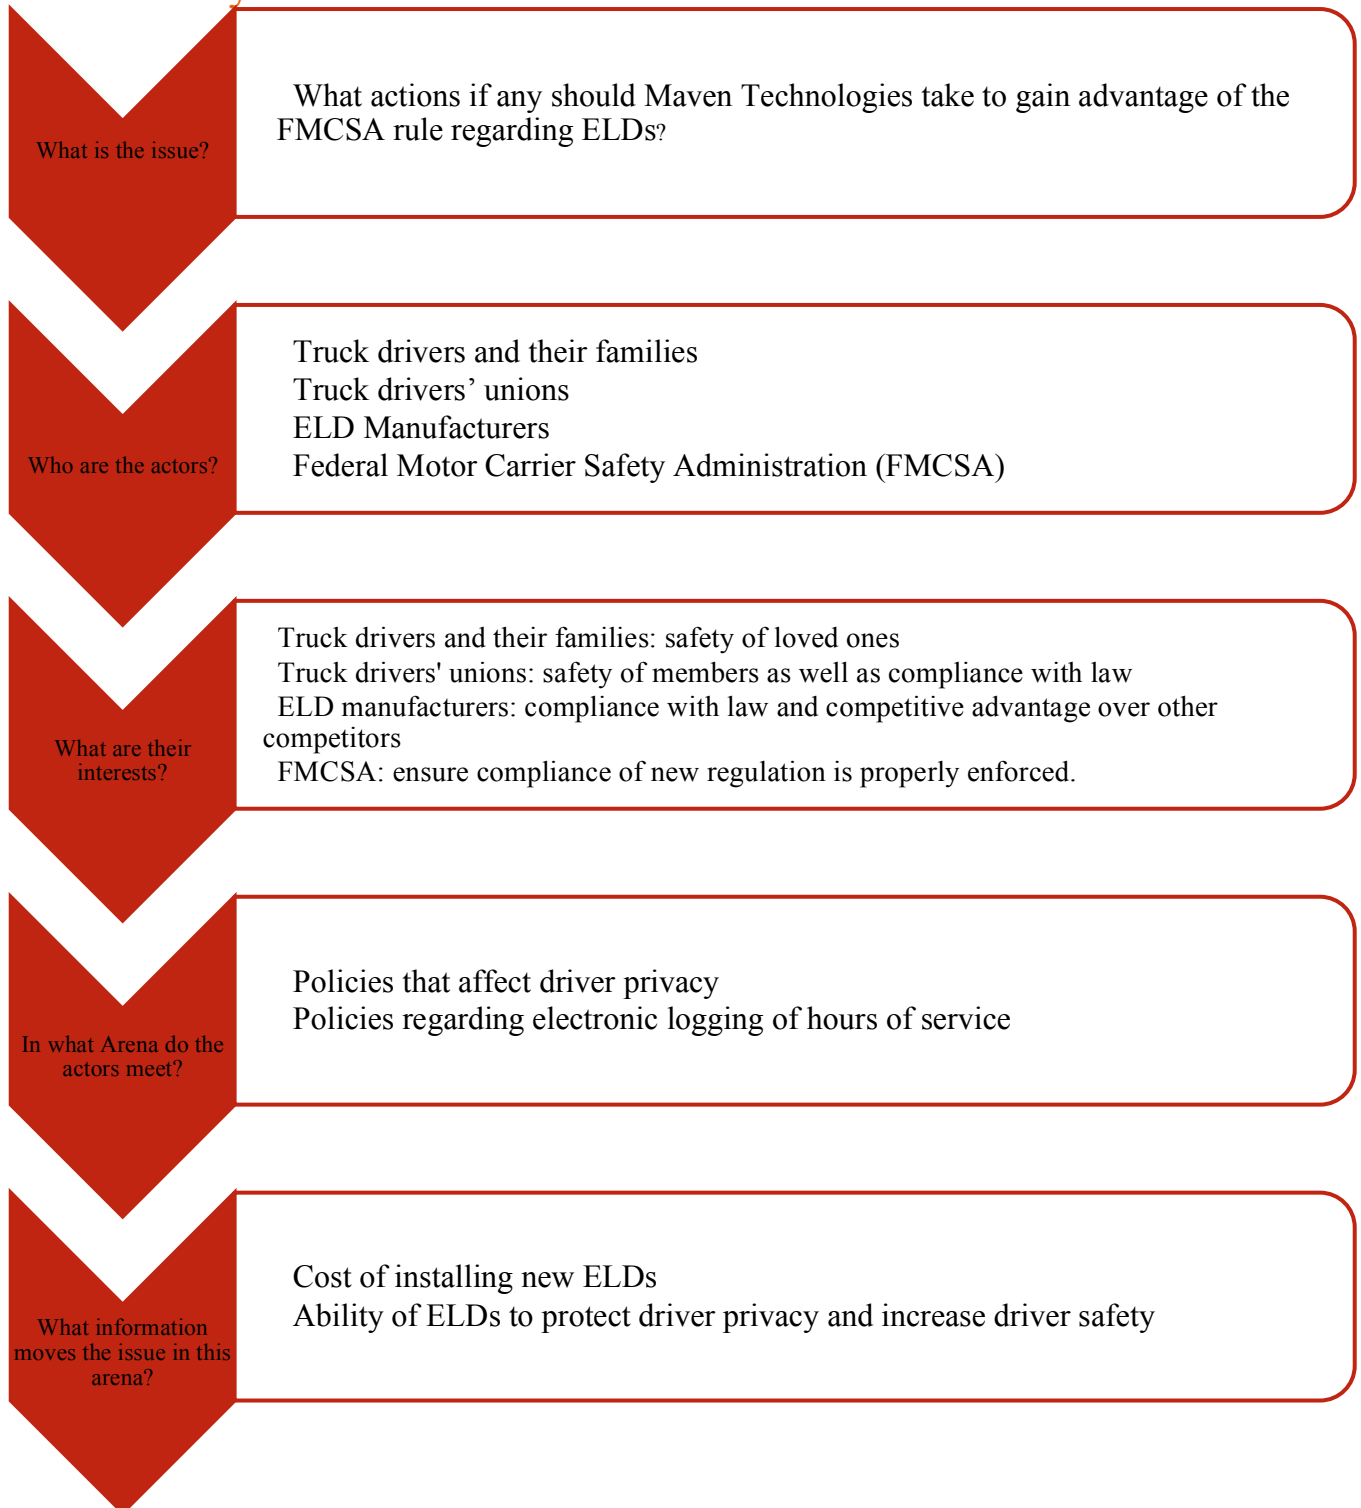 What is the issue?
What actions if any should Maven Technologies take to gain advantage of the
FMCSA rule regarding ELDs?
Who are the actors?
Truck drivers and their families
Truck drivers’ unions
ELD Manufacturers
Federal Motor Carrier Safety Administration (FMCSA)
What are their
interests?
Truck drivers and their families: safety of loved ones
Truck drivers' unions: safety of members as well as compliance with law
ELD manufacturers: compliance with law and competitive advantage over other
competitors
FMCSA: ensure compliance of new regulation is properly enforced.
In what Arena do the
actors meet?
Policies that affect driver privacy
Policies regarding electronic logging of hours of service
What information
moves the issue in this
arena?
Cost of installing new ELDs
Ability of ELDs to protect driver privacy and increase driver safety